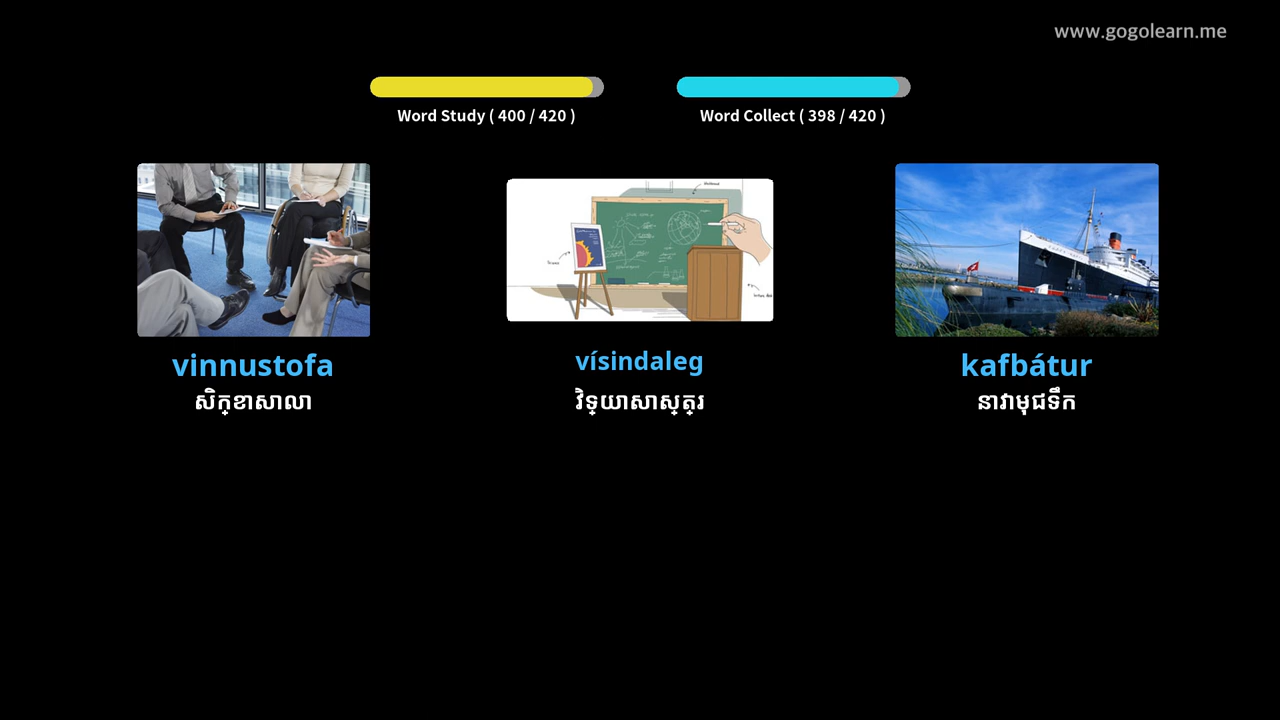 www.gogolearn.me
Word Study ( 400 / 420 )
Word Collect ( 398 / 420 )
vinnustofa
សិក្ខាសាលា
vísindaleg
វិទ្យាសាស្ត្រ
kafbátur
នាវាមុជទឹក